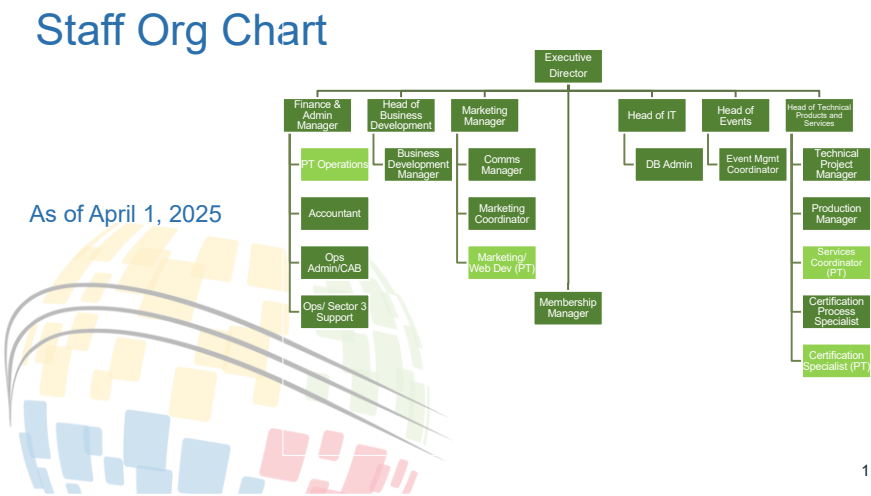 Staff Org Chart
Executive
Director
Finance &
Admin
Manager
Head of
Business
Development
Marketing
Manager
Head of IT
Head of
Events
Head of Technical
Products and
Services
PT Operations
Business
Development
Manager
Comms
Manager
DB Admin
Event Mgmt
Coordinator
Technical
Project
Manager
As of April 1, 2025
Accountant
Marketing
Coordinator
Production
Manager
Ops
Admin/CAB
Marketing/
Web Dev (PT)
Services
Coordinator
(PT)
Ops/ Sector 3
Support
Membership
Manager
Certification
Process
Specialist
Certification
Specialist (PT)
1